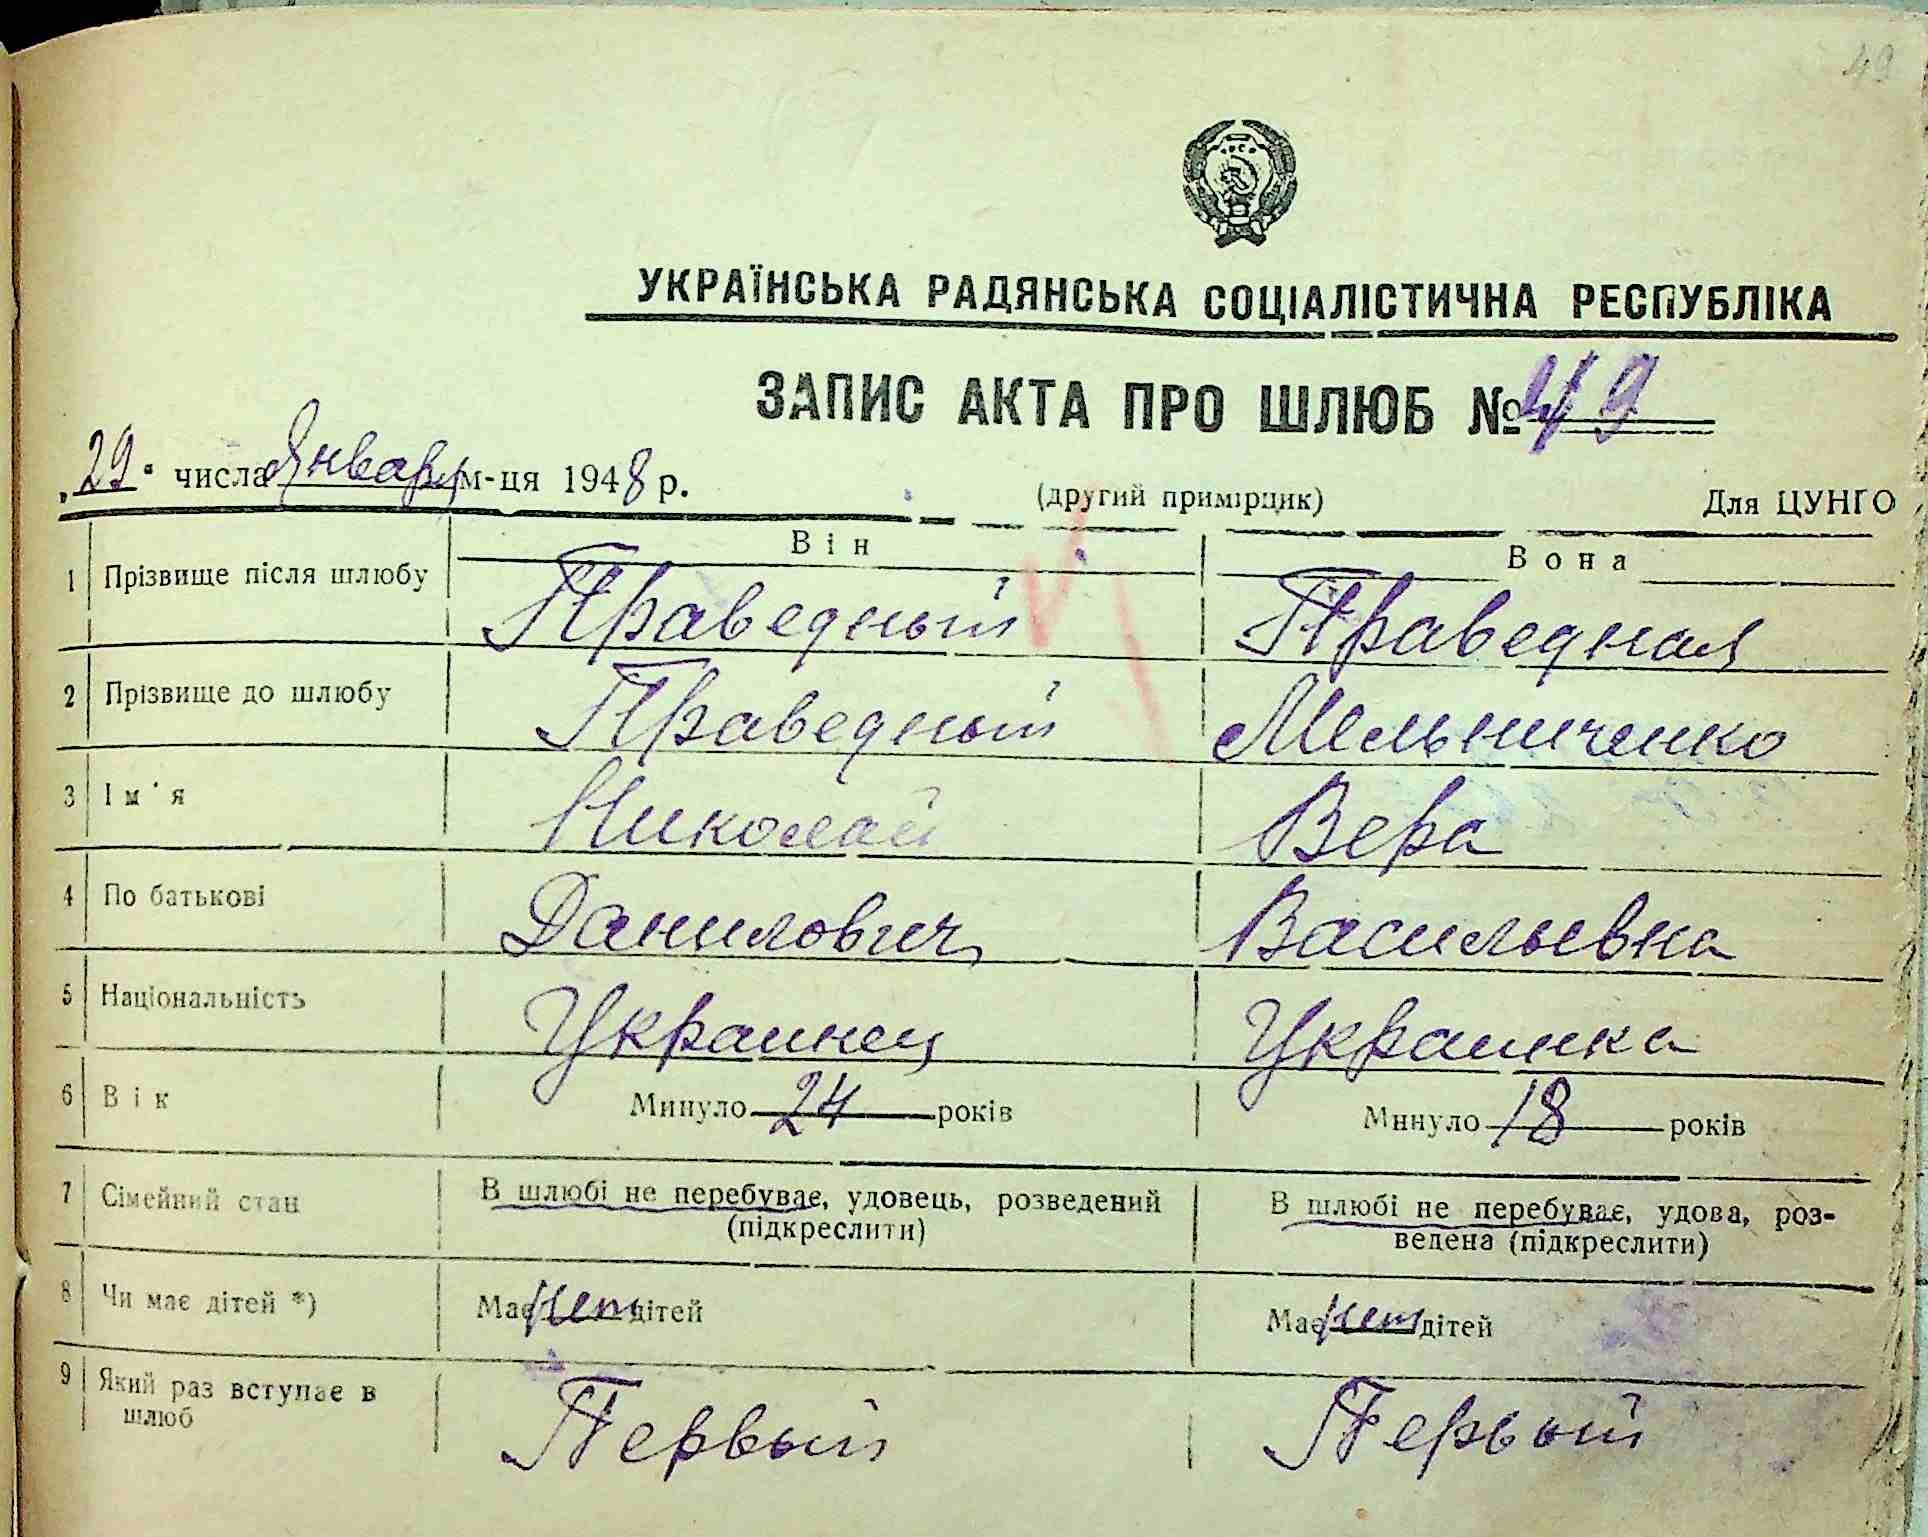 49
УКРАЇНСЬКА РАДЯНСЬКА СОЦІАЛІСТИЧНА РЕСПУБЛІКА
ЗАПИС АКТА ПРО ШЛЮБ № 49
„29“ числа Января м-ця 1948 р.
(другий примірцик) Для ЦУНГО
Він Вона
1 Прізвище після шлюбу Праведный Праведная
2 Прізвище до шлюбу Праведный Мельниченко
3 Ім'я Николай Вера
4 По батькові Данилович Васильевна
5 Національність Украинец Украинка
6 Вік Минуло 24 років Минуло 18 років
7 Сімейний стан В шлюбі не перебуває, удовець, розведений В шлюбі не перебуває, удова, роз-
(підкреслити) ведена (підкреслити)
8 Чи має дітей *) Має нет дітей Має нет дітей
9 Який раз вступає в Первый Первый
шлюб